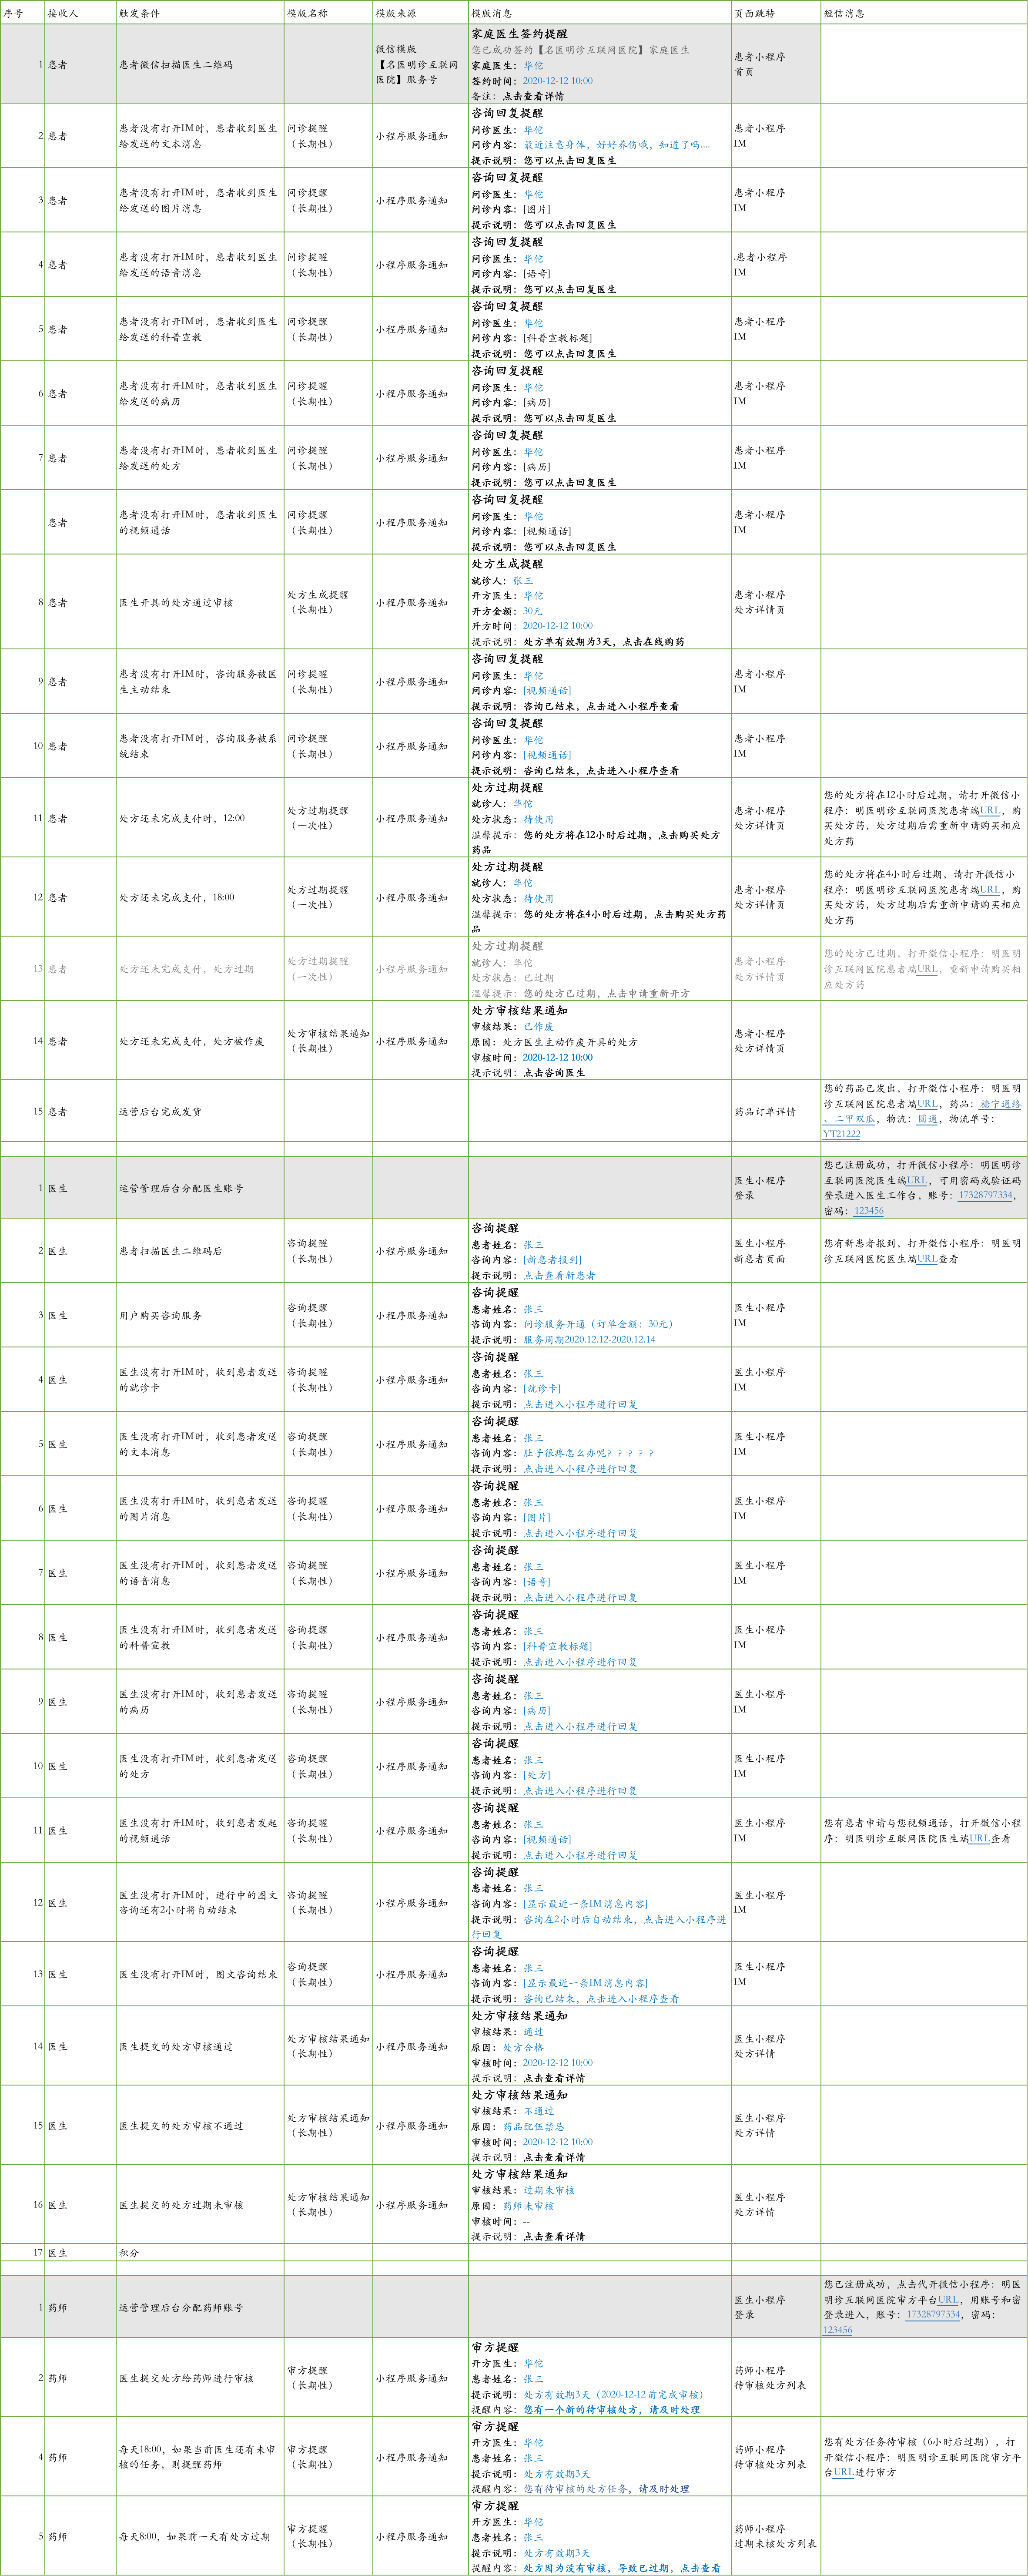 序号 接收人 触发条件 模版名称 模版来源 模版消息 页面跳转 短信消息
1 患者 患者微信扫描医生二维码
微信模版
【名医明诊互联网
医院】服务号
家庭医生签约提醒
您已成功签约【名医明诊互联网医院】家庭医生
家庭医生：华佗
签约时间：2020-12-12 10:00
备注：点击查看详情
患者小程序
首页
2 患者
患者没有打开IM时，患者收到医生
给发送的文本消息
问诊提醒
（长期性）
小程序服务通知
咨询回复提醒
问诊医生：华佗
问诊内容：最近注意身体，好好养伤哦，知道了吗....
提示说明：您可以点击回复医生
患者小程序
IM
3 患者
患者没有打开IM时，患者收到医生
给发送的图片消息
问诊提醒
（长期性）
小程序服务通知
咨询回复提醒
问诊医生：华佗
问诊内容：[图片]
提示说明：您可以点击回复医生
患者小程序
IM
4 患者
患者没有打开IM时，患者收到医生
给发送的语音消息
问诊提醒
（长期性）
小程序服务通知
咨询回复提醒
问诊医生：华佗
问诊内容：[语音]
提示说明：您可以点击回复医生
.患者小程序
IM
5 患者
患者没有打开IM时，患者收到医生
给发送的科普宣教
问诊提醒
（长期性）
小程序服务通知
咨询回复提醒
问诊医生：华佗
问诊内容：[科普宣教标题]
提示说明：您可以点击回复医生
患者小程序
IM
6 患者
患者没有打开IM时，患者收到医生
给发送的病历
问诊提醒
（长期性）
小程序服务通知
咨询回复提醒
问诊医生：华佗
问诊内容：[病历]
提示说明：您可以点击回复医生
患者小程序
IM
7 患者
患者没有打开IM时，患者收到医生
给发送的处方
问诊提醒
（长期性）
小程序服务通知
咨询回复提醒
问诊医生：华佗
问诊内容：[病历]
提示说明：您可以点击回复医生
患者小程序
IM
患者
患者没有打开IM时，患者收到医生
的视频通话
问诊提醒
（长期性）
小程序服务通知
咨询回复提醒
问诊医生：华佗
问诊内容：[视频通话]
提示说明：您可以点击回复医生
患者小程序
IM
8 患者 医生开具的处方通过审核
处方生成提醒
（长期性）
小程序服务通知
处方生成提醒
就诊人：张三
开方医生：华佗
开方金额：30元
开方时间：2020-12-12 10:00
提示说明：处方单有效期为3天，点击在线购药
患者小程序
处方详情页
9 患者
患者没有打开IM时，咨询服务被医
生主动结束
问诊提醒
（长期性）
小程序服务通知
咨询回复提醒
问诊医生：华佗
问诊内容：[视频通话]
提示说明：咨询已结束，点击进入小程序查看
患者小程序
IM
10 患者
患者没有打开IM时，咨询服务被系
统结束
问诊提醒
（长期性）
小程序服务通知
咨询回复提醒
问诊医生：华佗
问诊内容：[视频通话]
提示说明：咨询已结束，点击进入小程序查看
患者小程序
IM
11 患者 处方还未完成支付时，12:00
处方过期提醒
（一次性）
小程序服务通知
处方过期提醒
就诊人：华佗
处方状态：待使用
温馨提示：您的处方将在12小时后过期，点击购买处方
药品
患者小程序
处方详情页
您的处方将在12小时后过期，请打开微信小
程序：明医明诊互联网医院患者端URL，购
买处方药，处方过期后需重新申请购买相应
处方药
12 患者 处方还未完成支付，18:00
处方过期提醒
（一次性）
小程序服务通知
处方过期提醒
就诊人：华佗
处方状态：待使用
温馨提示：您的处方将在4小时后过期，点击购买处方药
品
患者小程序
处方详情页
您的处方将在4小时后过期，请打开微信小
程序：明医明诊互联网医院患者端URL，购
买处方药，处方过期后需重新申请购买相应
处方药
13 患者 处方还未完成支付，处方过期
处方过期提醒
（一次性）
小程序服务通知
处方过期提醒
就诊人：华佗
处方状态：已过期
温馨提示：您的处方已过期，点击申请重新开方
患者小程序
处方详情页
您的处方已过期，打开微信小程序：明医明
诊互联网医院患者端URL，重新申请购买相
应处方药
14 患者 处方还未完成支付，处方被作废
处方审核结果通知
（长期性）
小程序服务通知
处方审核结果通知
审核结果：已作废
原因：处方医生主动作废开具的处方
审核时间：2020-12-12 10:00
提示说明：点击咨询医生
患者小程序
处方详情页
15 患者 运营后台完成发货 药品订单详情
您的药品已发出，打开微信小程序：明医明
诊互联网医院患者端URL，药品：糖宁通络
、二甲双瓜，物流：圆通，物流单号：
YT21222
1 医生 运营管理后台分配医生账号
医生小程序
登录
您已注册成功，打开微信小程序：明医明诊
互联网医院医生端URL，可用密码或验证码
登录进入医生工作台，账号：17328797334，
密码：123456
2 医生 患者扫描医生二维码后
咨询提醒
（长期性）
小程序服务通知
咨询提醒
患者姓名：张三
咨询内容：[新患者报到]
提示说明：点击查看新患者
医生小程序
新患者页面
您有新患者报到，打开微信小程序：明医明
诊互联网医院医生端URL查看
3 医生 用户购买咨询服务
咨询提醒
（长期性）
小程序服务通知
咨询提醒
患者姓名：张三
咨询内容：问诊服务开通（订单金额：30元）
提示说明：服务周期2020.12.12-2020.12.14
医生小程序
IM
4 医生
医生没有打开IM时，收到患者发送
的就诊卡
咨询提醒
（长期性）
小程序服务通知
咨询提醒
患者姓名：张三
咨询内容：[就诊卡]
提示说明：点击进入小程序进行回复
医生小程序
IM
5 医生
医生没有打开IM时，收到患者发送
的文本消息
咨询提醒
（长期性）
小程序服务通知
咨询提醒
患者姓名：张三
咨询内容：肚子很疼怎么办呢？？？？？
提示说明：点击进入小程序进行回复
医生小程序
IM
6 医生
医生没有打开IM时，收到患者发送
的图片消息
咨询提醒
（长期性）
小程序服务通知
咨询提醒
患者姓名：张三
咨询内容：[图片]
提示说明：点击进入小程序进行回复
医生小程序
IM
7 医生
医生没有打开IM时，收到患者发送
的语音消息
咨询提醒
（长期性）
小程序服务通知
咨询提醒
患者姓名：张三
咨询内容：[语音]
提示说明：点击进入小程序进行回复
医生小程序
IM
8 医生
医生没有打开IM时，收到患者发送
的科普宣教
咨询提醒
（长期性）
小程序服务通知
咨询提醒
患者姓名：张三
咨询内容：[科普宣教标题]
提示说明：点击进入小程序进行回复
医生小程序
IM
9 医生
医生没有打开IM时，收到患者发送
的病历
咨询提醒
（长期性）
小程序服务通知
咨询提醒
患者姓名：张三
咨询内容：[病历]
提示说明：点击进入小程序进行回复
医生小程序
IM
10 医生
医生没有打开IM时，收到患者发送
的处方
咨询提醒
（长期性）
小程序服务通知
咨询提醒
患者姓名：张三
咨询内容：[处方]
提示说明：点击进入小程序进行回复
医生小程序
IM
11 医生
医生没有打开IM时，收到患者发起
的视频通话
咨询提醒
（长期性）
小程序服务通知
咨询提醒
患者姓名：张三
咨询内容：[视频通话]
提示说明：点击进入小程序进行回复
医生小程序
IM
您有患者申请与您视频通话，打开微信小程
序：明医明诊互联网医院医生端URL查看
12 医生
医生没有打开IM时，进行中的图文
咨询还有2小时将自动结束
咨询提醒
（长期性）
小程序服务通知
咨询提醒
患者姓名：张三
咨询内容：[显示最近一条IM消息内容]
提示说明：咨询在2小时后自动结束，点击进入小程序进
行回复
医生小程序
IM
13 医生 医生没有打开IM时，图文咨询结束
咨询提醒
（长期性）
小程序服务通知
咨询提醒
患者姓名：张三
咨询内容：[显示最近一条IM消息内容]
提示说明：咨询已结束，点击进入小程序查看
医生小程序
IM
14 医生 医生提交的处方审核通过
处方审核结果通知
（长期性）
小程序服务通知
处方审核结果通知
审核结果：通过
原因：处方合格
审核时间：2020-12-12 10:00
提示说明：点击查看详情
医生小程序
处方详情
15 医生 医生提交的处方审核不通过
处方审核结果通知
（长期性）
小程序服务通知
处方审核结果通知
审核结果：不通过
原因：药品配伍禁忌
审核时间：2020-12-12 10:00
提示说明：点击查看详情
医生小程序
处方详情
16 医生 医生提交的处方过期未审核
处方审核结果通知
（长期性）
小程序服务通知
处方审核结果通知
审核结果：过期未审核
原因：药师未审核
审核时间：--
提示说明：点击查看详情
医生小程序
处方详情
17 医生 积分
1 药师 运营管理后台分配药师账号
医生小程序
登录
您已注册成功，点击代开微信小程序：明医
明诊互联网医院审方平台URL，用账号和密
登录进入，账号：17328797334，密码：
123456
2 药师 医生提交处方给药师进行审核
审方提醒
（长期性）
小程序服务通知
审方提醒
开方医生：华佗
患者姓名：张三
提示说明：处方有效期3天（2020-12-12前完成审核）
提醒内容：您有一个新的待审核处方，请及时处理
药师小程序
待审核处方列表
4 药师
每天18:00，如果当前医生还有未审
核的任务，则提醒药师
审方提醒
（长期性）
小程序服务通知
审方提醒
开方医生：华佗
患者姓名：张三
提示说明：处方有效期3天
提醒内容：您有待审核的处方任务，请及时处理
药师小程序
待审核处方列表
您有处方任务待审核（6小时后过期），打
开微信小程序：明医明诊互联网医院审方平
台URL进行审方
5 药师 每天8:00，如果前一天有处方过期
审方提醒
（长期性）
小程序服务通知
审方提醒
开方医生：华佗
患者姓名：张三
提示说明：处方有效期3天
提醒内容：处方因为没有审核，导致已过期，点击查看
药师小程序
过期未核处方列表